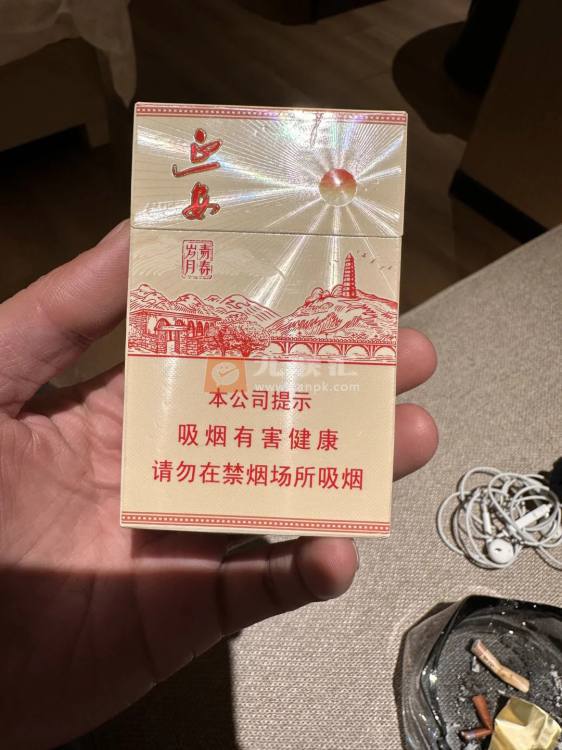 延安
青春
岁月
本公司提示
吸烟有害健康
请勿在禁烟场所吸烟